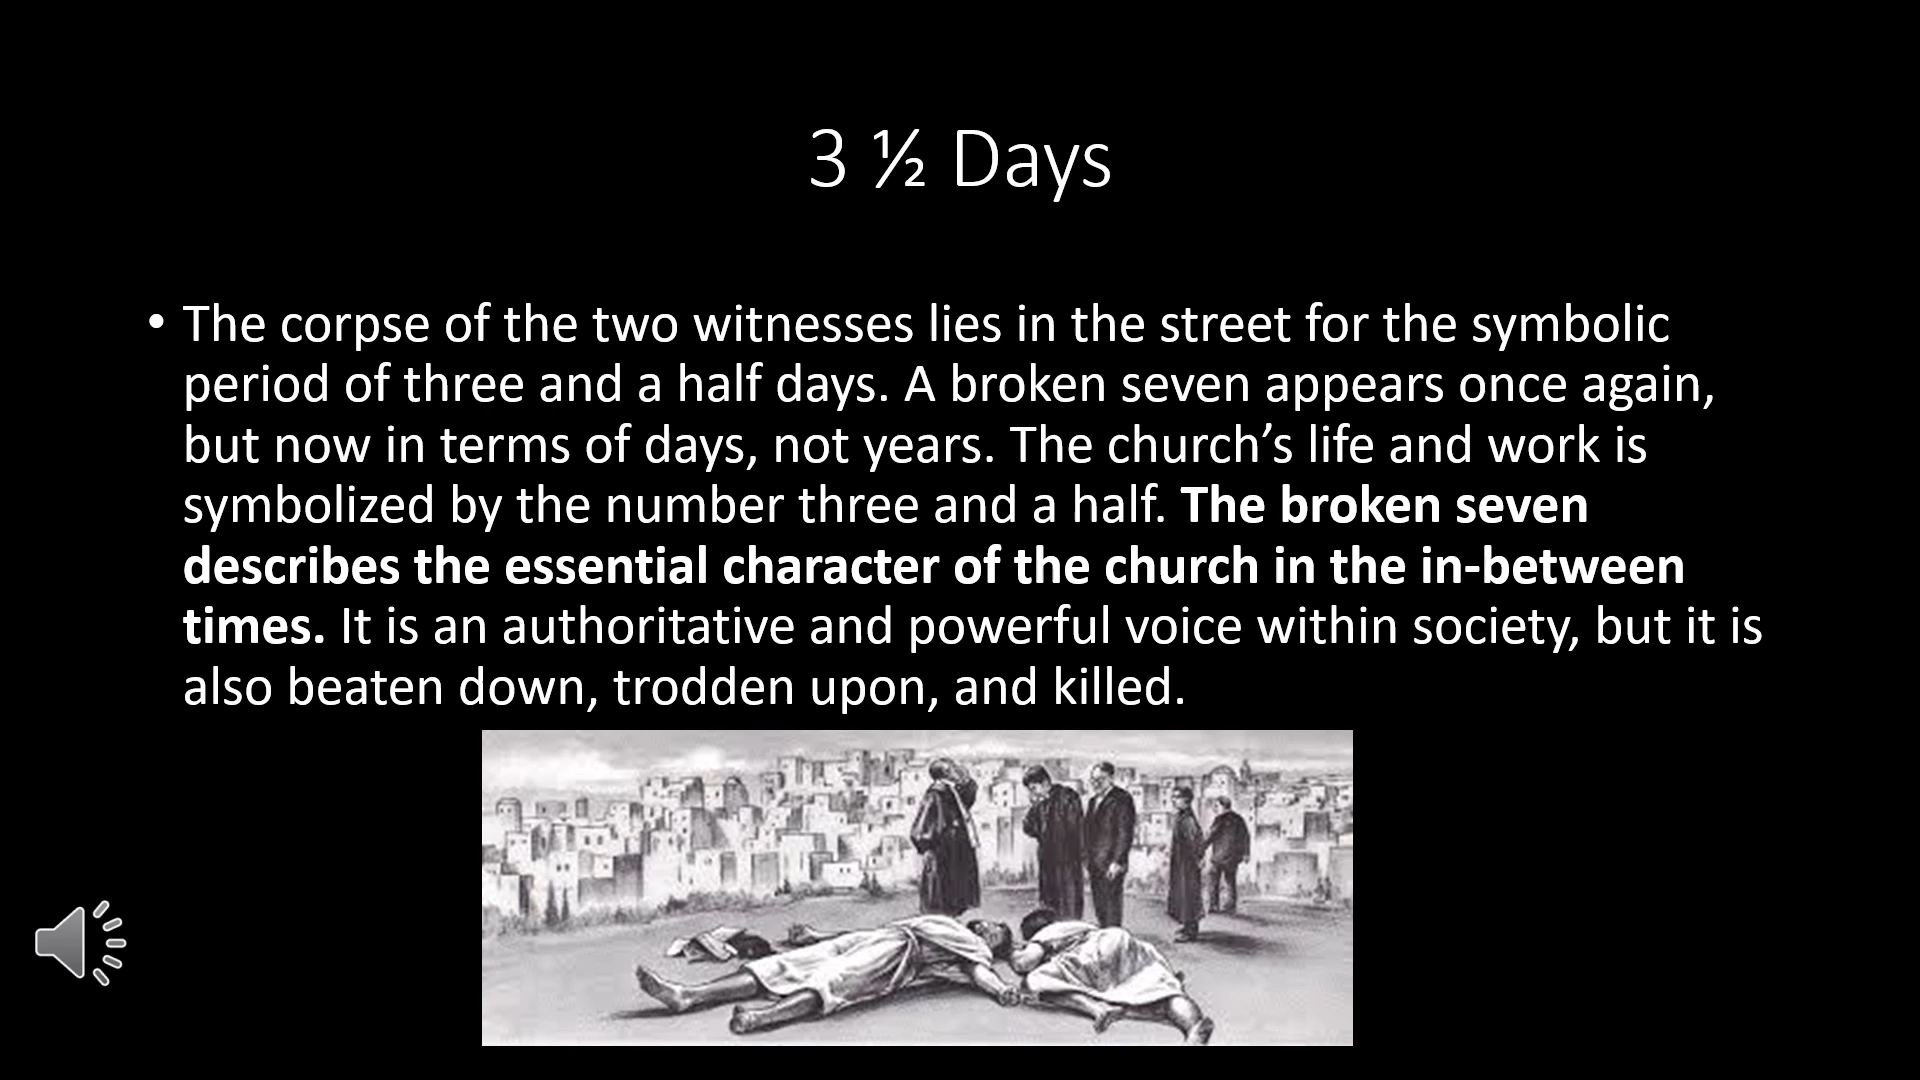 3 ½ Days
• The corpse of the two witnesses lies in the street for the symbolic
period of three and a half days. A broken seven appears once again,
but now in terms of days, not years. The church’s life and work is
symbolized by the number three and a half. The broken seven
describes the essential character of the church in the in-between
times. It is an authoritative and powerful voice within society, but it is
also beaten down, trodden upon, and killed.